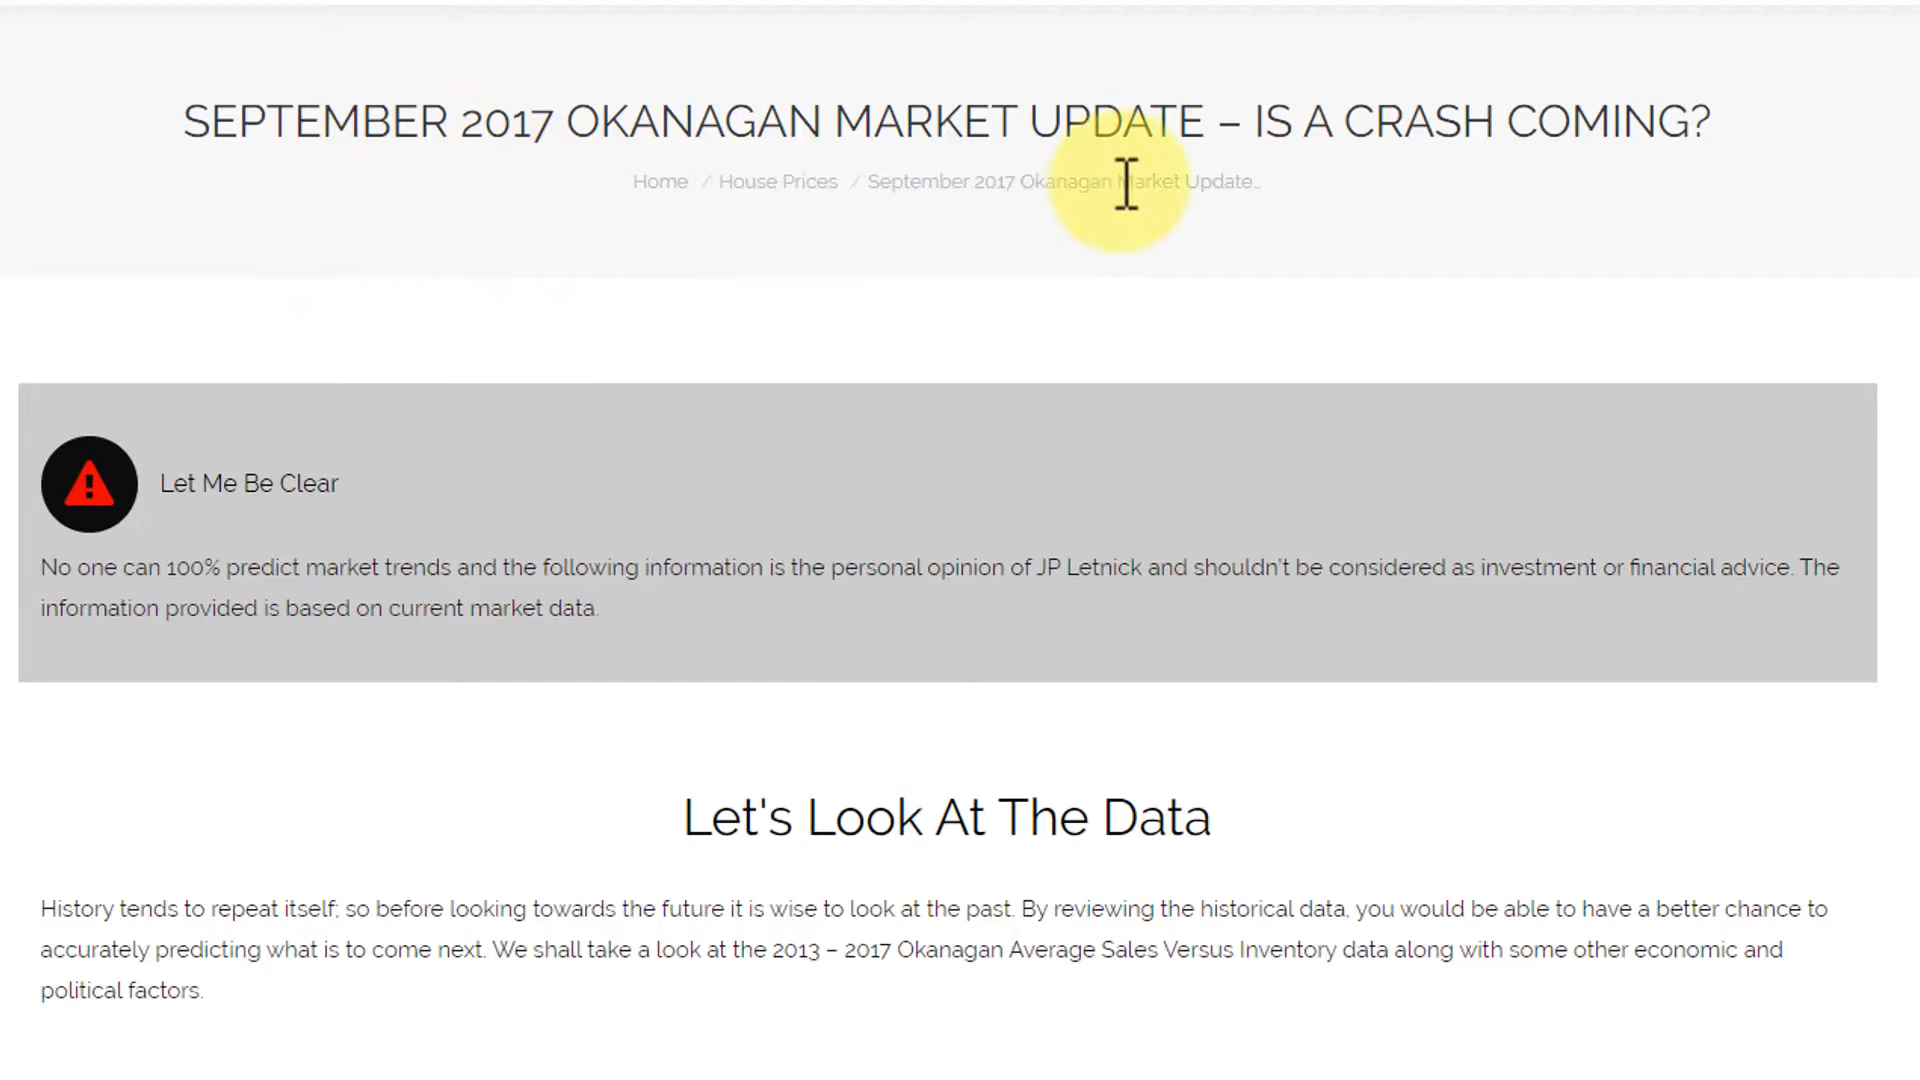 SEPTEMBER 2017 OKANAGAN MARKET UPDATE – IS A CRASH COMING?
Home / House Prices / September 2017 Okanagan Market Update…
Let Me Be Clear
No one can 100% predict market trends and the following information is the personal opinion of JP Letnick and shouldn't be considered as investment or financial advice. The
information provided is based on current market data.
Let's Look At The Data
History tends to repeat itself; so before looking towards the future it is wise to look at the past. By reviewing the historical data, you would be able to have a better chance to
accurately predicting what is to come next. We shall take a look at the 2013 – 2017 Okanagan Average Sales Versus Inventory data along with some other economic and
political factors.